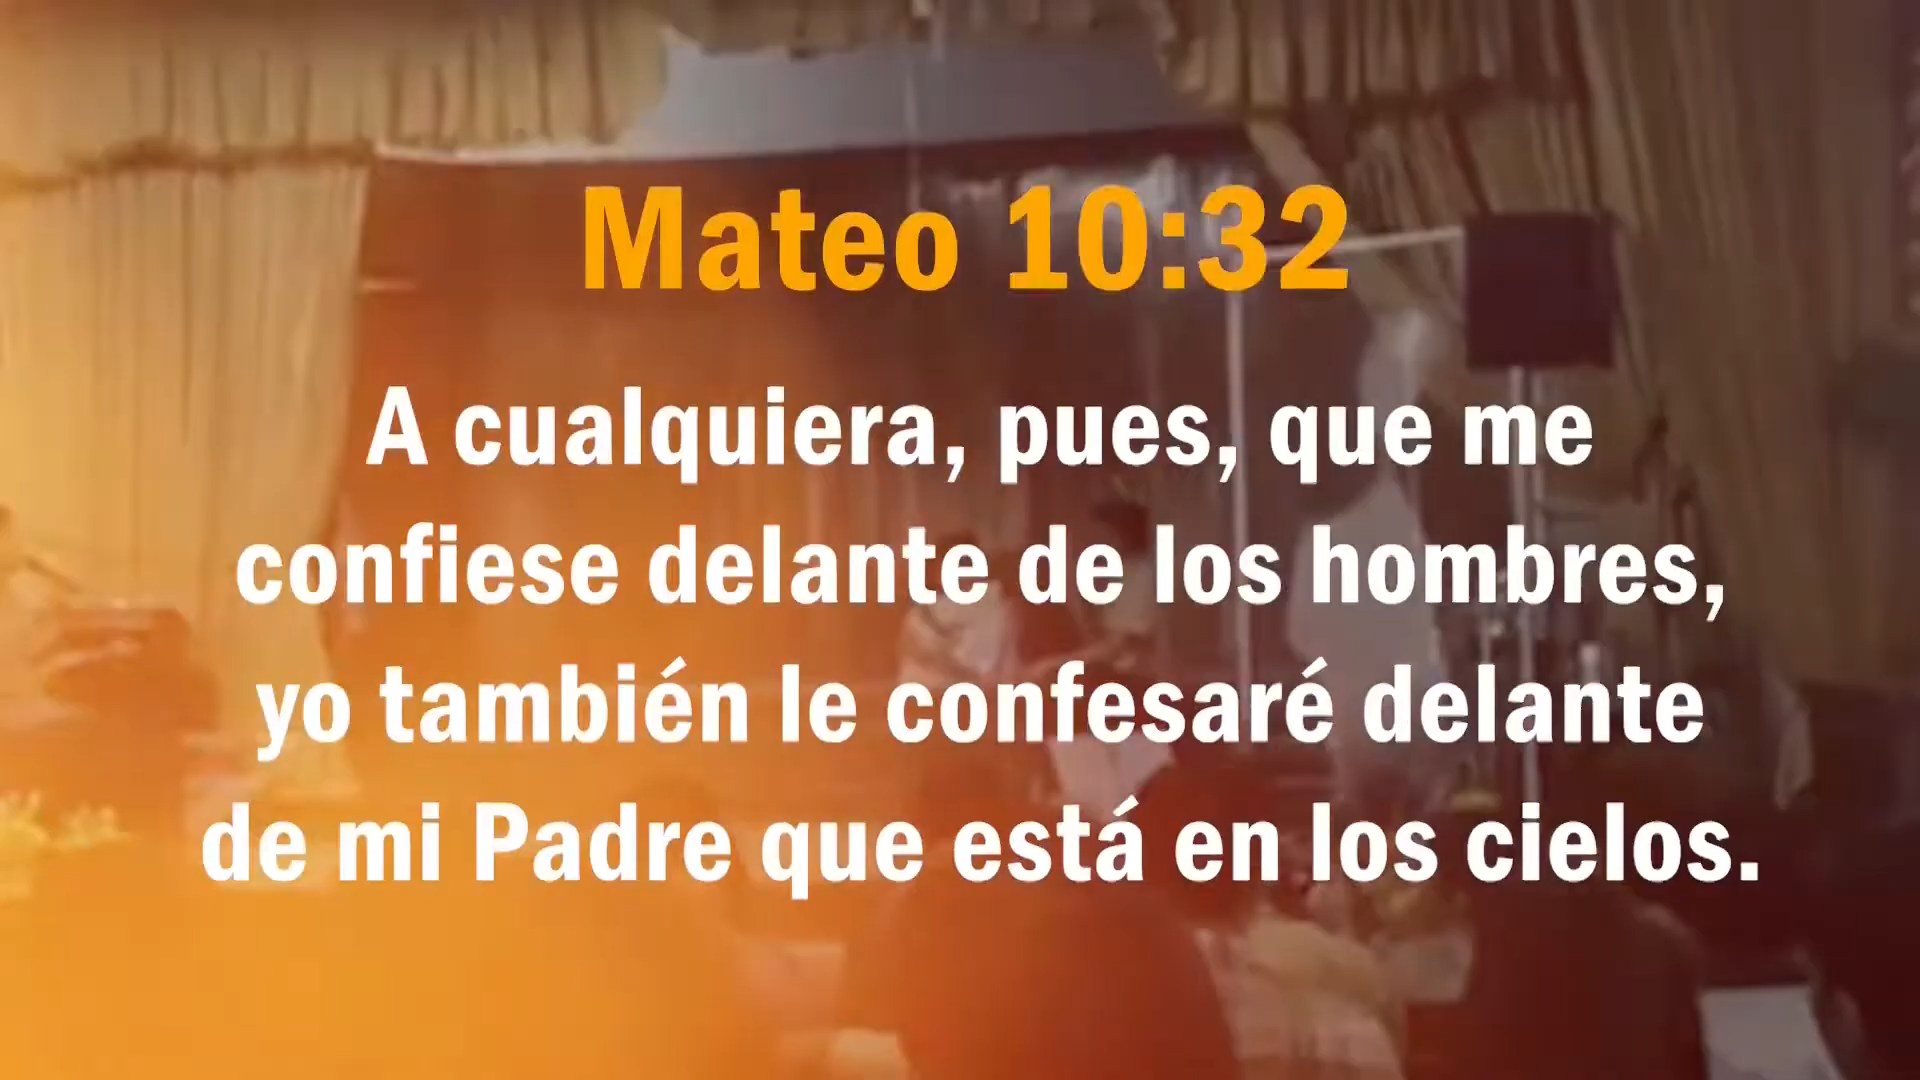 Mateo 10:32
A cualquiera, pues, que me
confiese delante de los hombres,
yo también le confesaré delante
de mi Padre que está en los cielos.